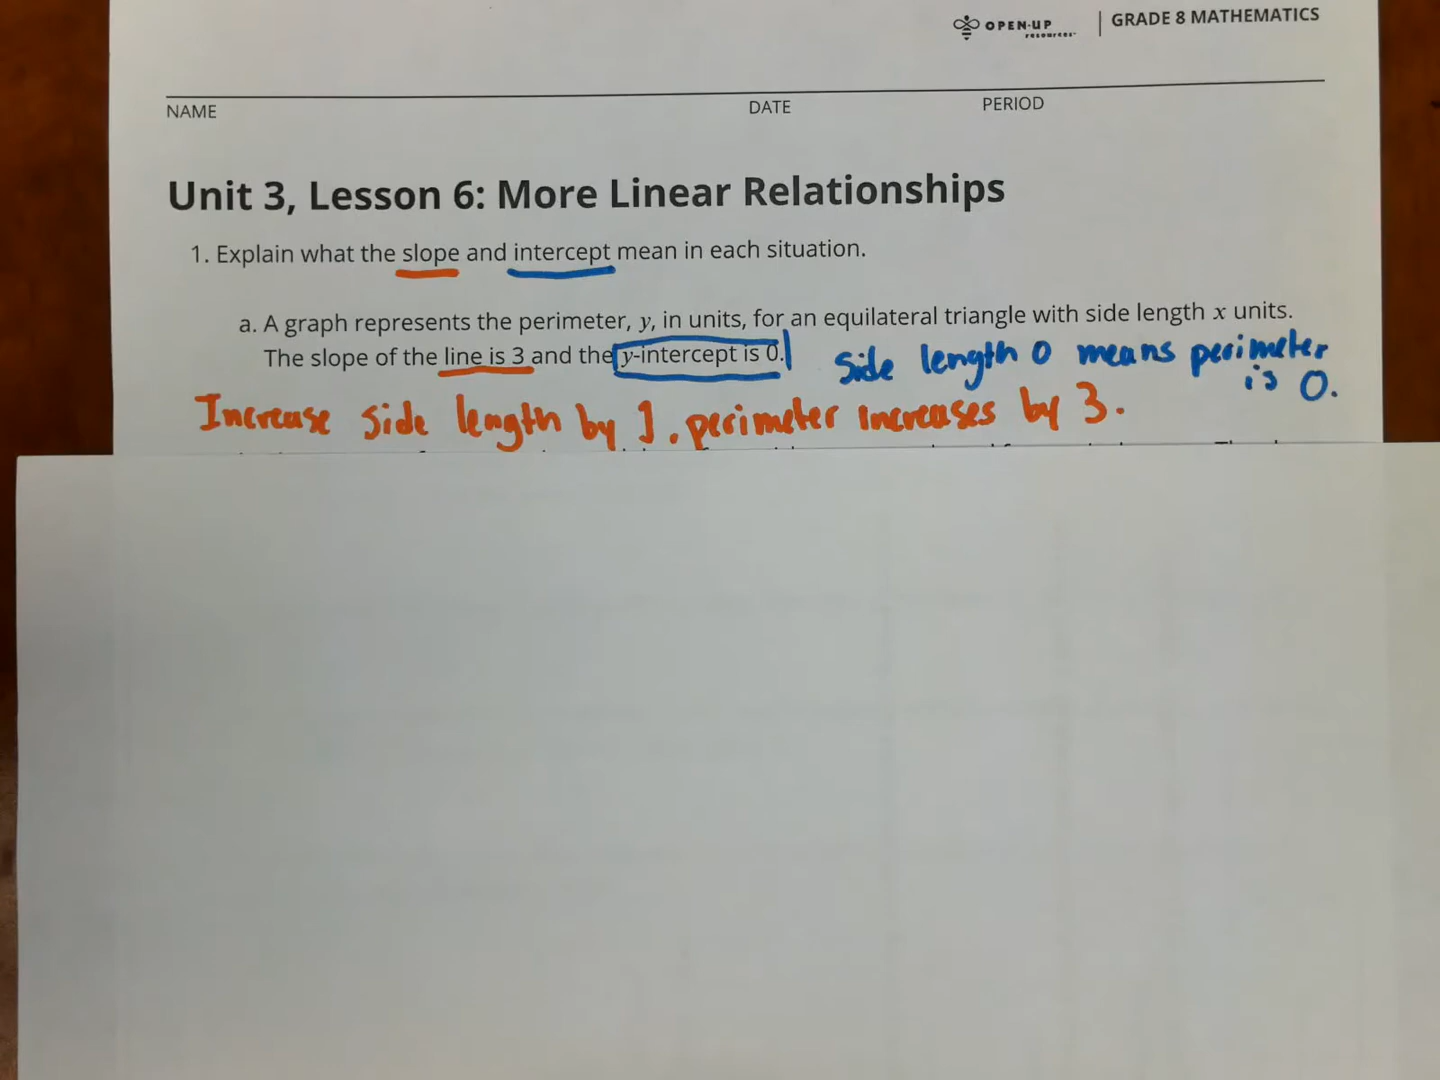 OPEN-UP resources GRADE 8 MATHEMATICS
NAME DATE PERIOD
Unit 3, Lesson 6: More Linear Relationships
1. Explain what the slope and intercept mean in each situation.
a. A graph represents the perimeter, y, in units, for an equilateral triangle with side length x units.
The slope of the line is 3 and the y-intercept is 0.
Side length 0 means perimeter
is 0.
Increase side length by 1. perimeter increases by 3.